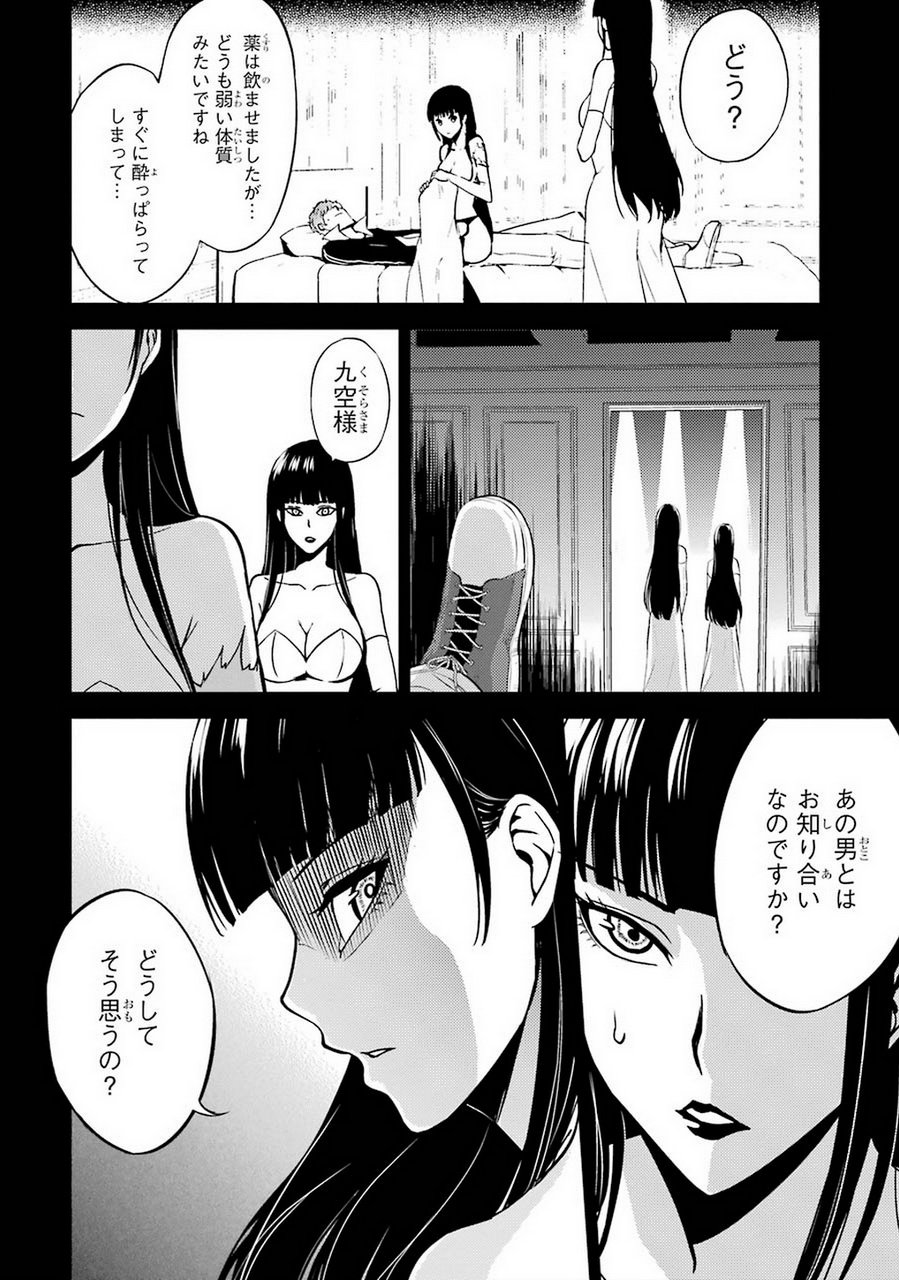 どう？
薬は飲ませましたが…
どうも弱い体質
みたいですね
すぐに酔っぱらって
しまって…
九空様
あの男とは
お知り合い
なのですか？
どうして
そう思うの？